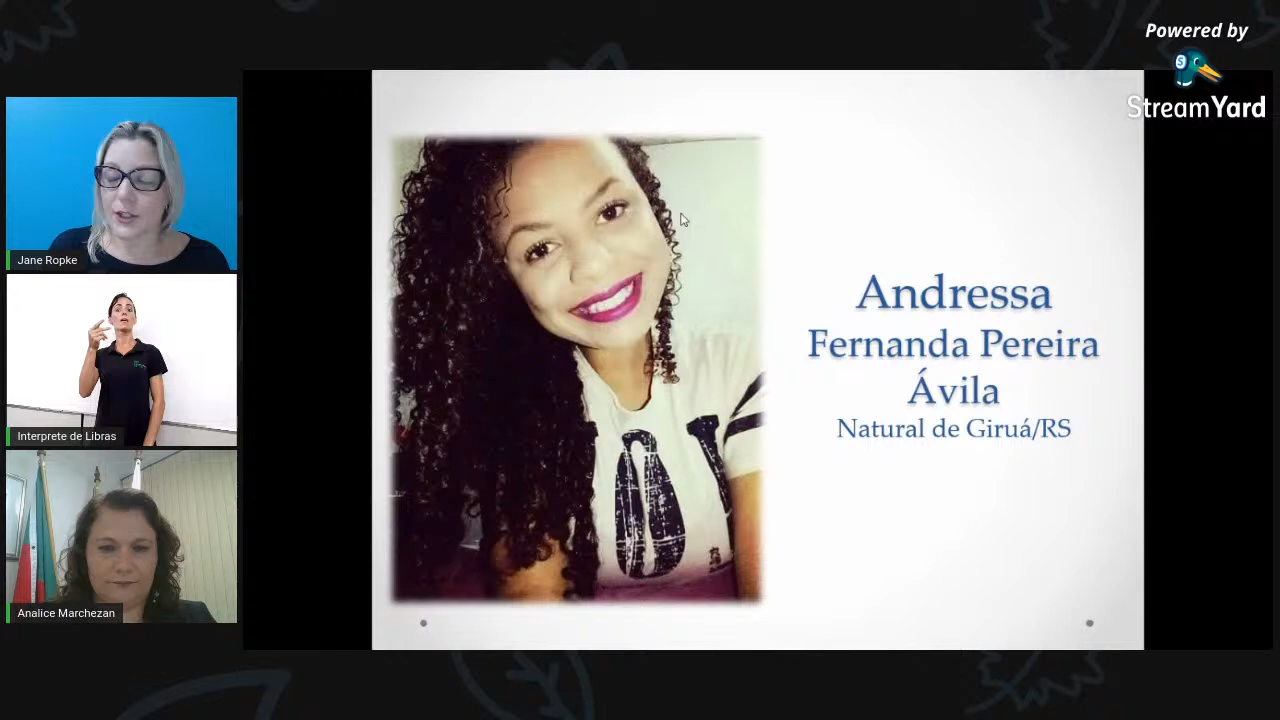 Powered by
StreamYard
Jane Ropke
Interprete de Libras
Analice Marchezan
Andressa
Fernanda Pereira
Ávila
Natural de Giruá/RS